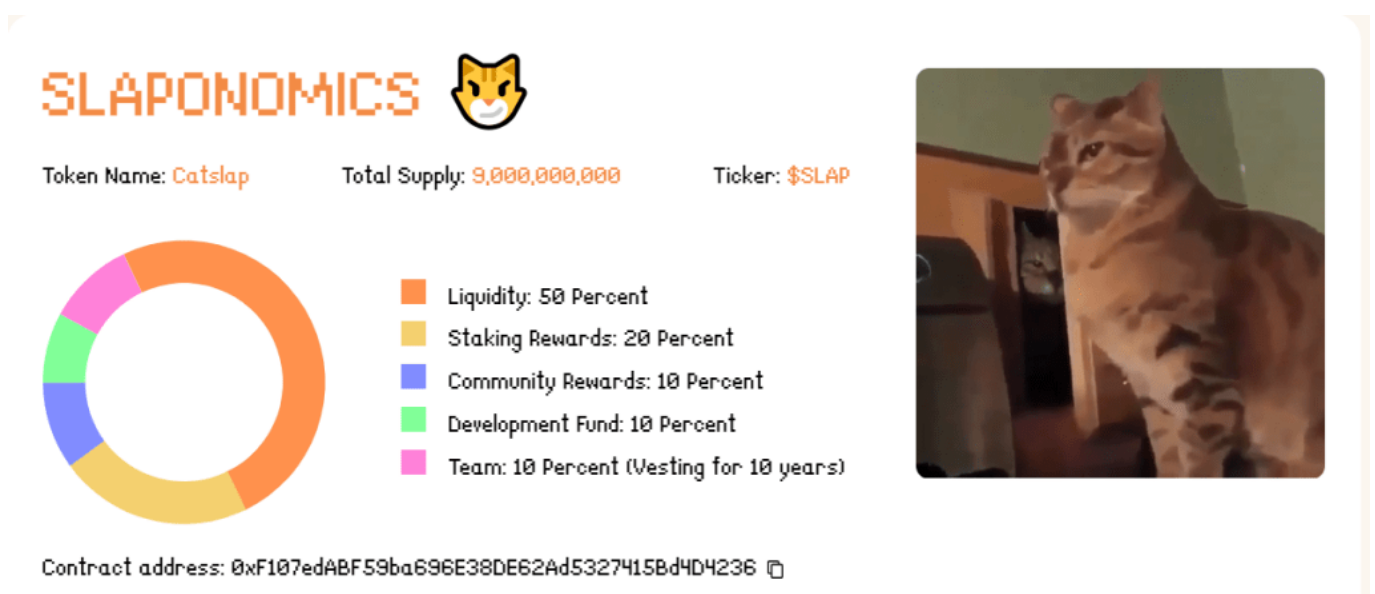 SLAPONOMICS
Token Name: Catslap
Total Supply: 9,000,000,000
Ticker: $SLAP
Liquidity: 50 Percent
Staking Rewards: 20 Percent
Community Rewards: 10 Percent
Development Fund: 10 Percent
Team: 10 Percent (Vesting for 10 years)
Contract address: 0xF107edABF59ba696E38DE62Ad5327415Bd4D4236